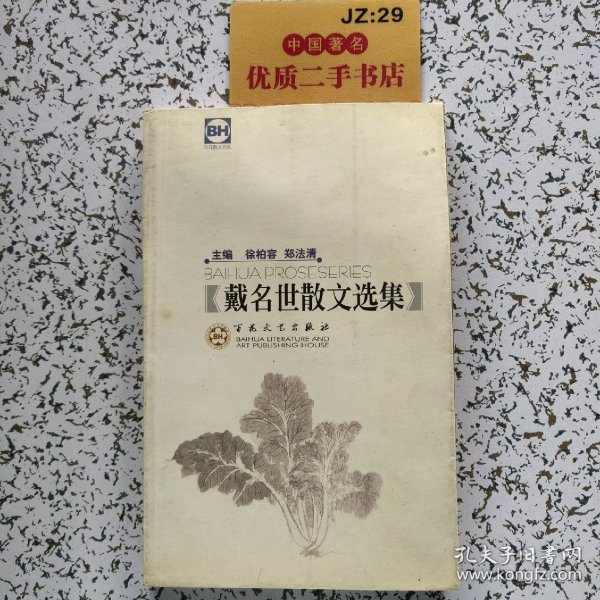 JZ:29
中国著名
优质二手书店
BH
主编 徐柏容 郑法清
BAIHUA PROSESERIES
《戴名世散文选集》
BH
百花文艺出版社
BAIHUA LITERATURE AND
ART PUBLISHING HOUSE
孔夫子旧书网
www.kongfz.com